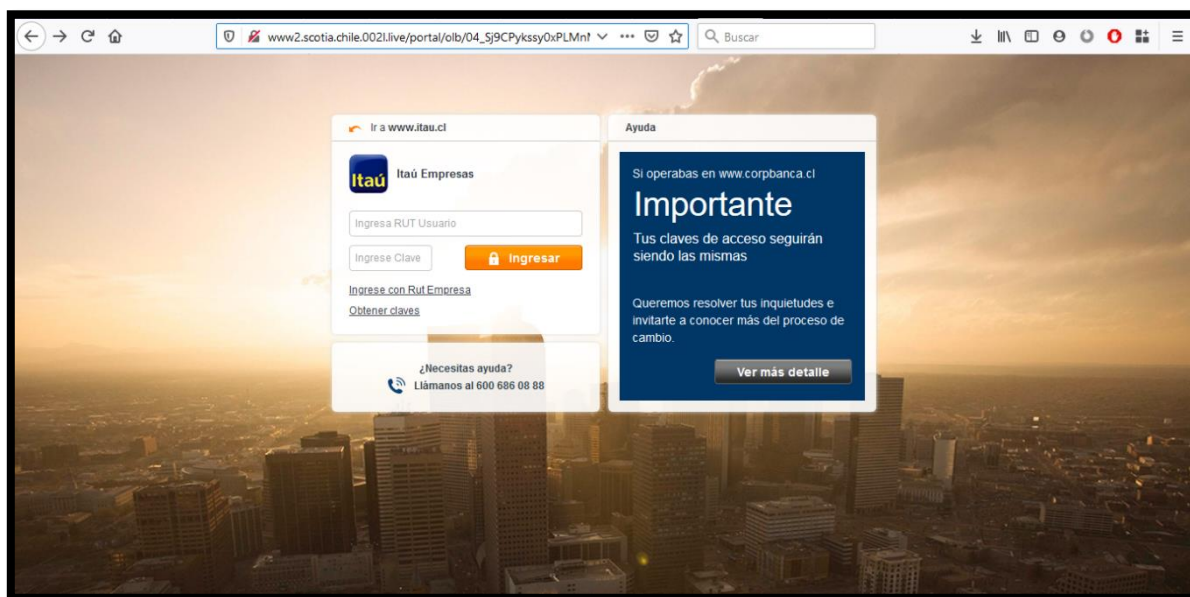 www2.scotia.chile.002l.live/portal/olb/04_Sj9CPykssy0xPLMnf
Buscar
Ir a www.itau.cl
Itaú
Itaú Empresas
Ingresa RUT Usuario
Ingrese Clave
Ingresar
Ingrese con Rut Empresa
Obtener claves
¿Necesitas ayuda?
Llàmanos al 600 686 08 88
Ayuda
Si operabas en www.corpbanca.cl
Importante
Tus claves de acceso seguirán
siendo las mismas
Queremos resolver tus inquietudes e
invitarte a conocer más del proceso de
cambio.
Ver más detalle